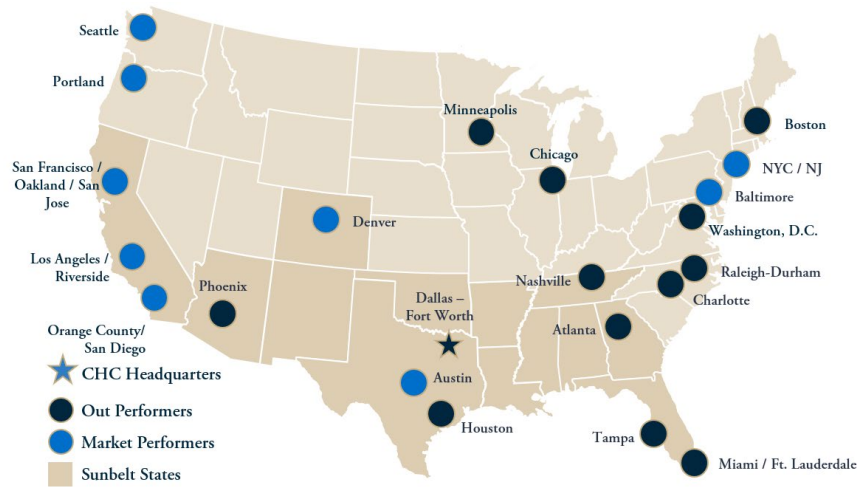 Seattle
Portland
Minneapolis
Boston
Chicago
San Francisco /
Oakland / San
Jose
NYC / NJ
Baltimore
Denver
Washington, D.C.
Los Angeles /
Riverside
Phoenix
Nashville
Raleigh-Durham
Dallas –
Fort Worth
Charlotte
Orange County/
San Diego
Atlanta
CHC Headquarters
Austin
Out Performers
Houston
Market Performers
Tampa
Miami / Ft. Lauderdale
Sunbelt States